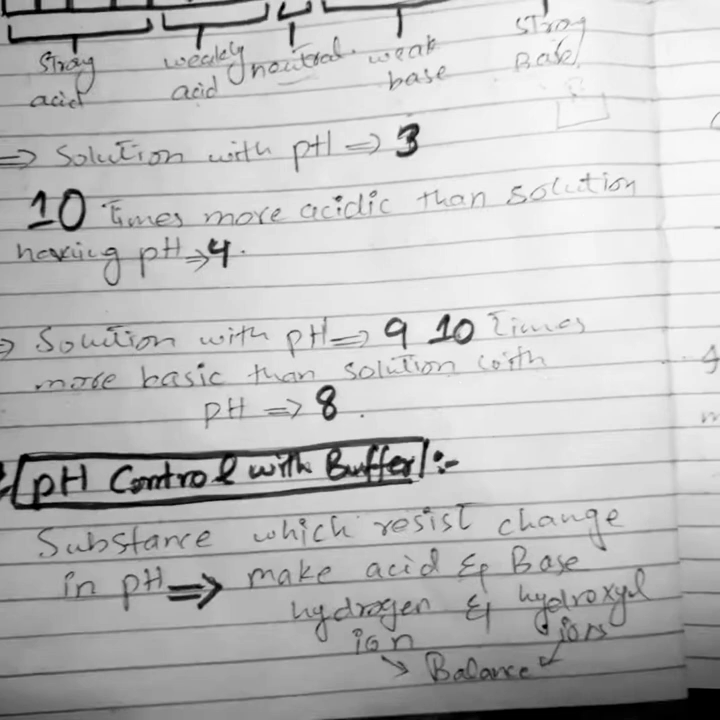 Strong weakly neutral. weak Strong
acid acid base Base
=> Solution with pH => 3
10 Times more acidic than solution
having pH => 4.
=> Solution with pH => 9 10 Times
more basic than solution with
pH => 8.
pH Control with Buffer :-
Substance which resist change
in pH => make acid & Base
hydrogen & hydroxyl
ion ions
Balance